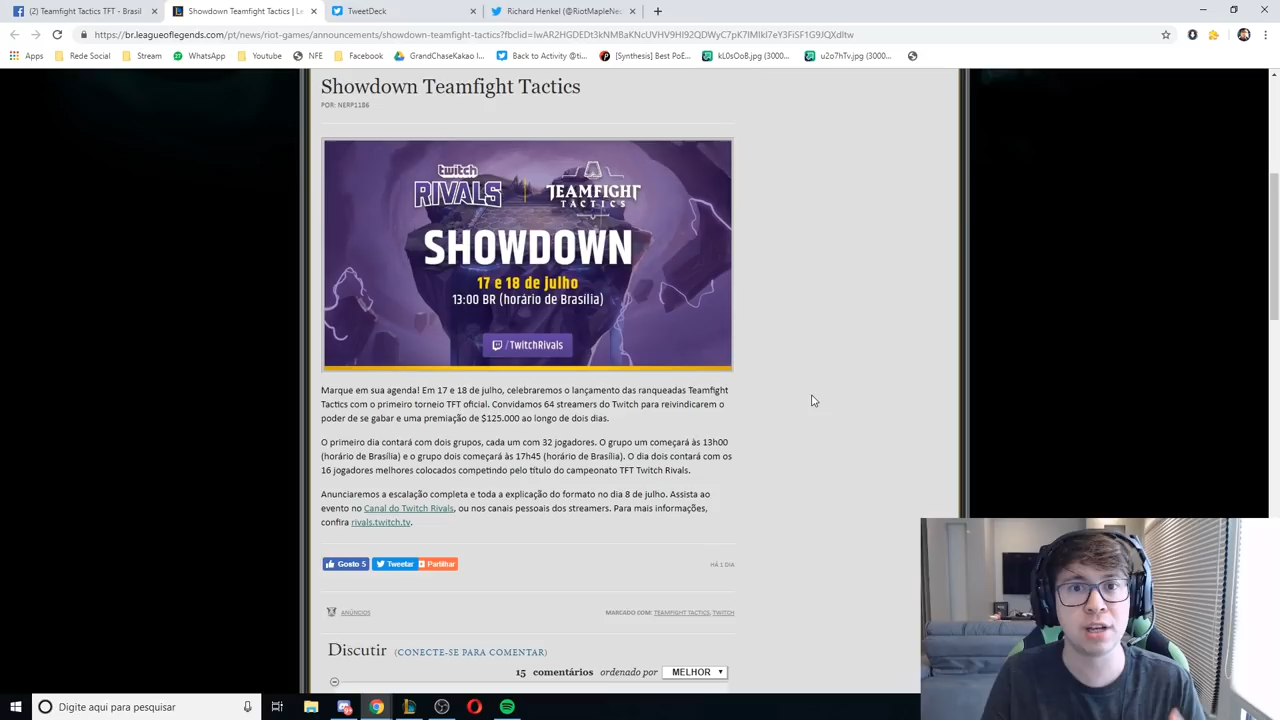 (2) Teamfight Tactics TFT - Brasil
Showdown Teamfight Tactics | Le
TweetDeck
Richard Henkel (@RiotMapleNec
https://br.leagueoflegends.com/pt/news/riot-games/announcements/showdown-teamfight-tactics?fbclid=
Apps
Rede Social
Stream
WhatsApp
Youtube
NFE
Facebook
GrandChaseKakao l...
Back to Activity @ti...
[Synthesis] Best PoE...
kL0sOoB.jpg (3000...
u2o7hTv.jpg (3000...
Showdown Teamfight Tactics
POR: NERP1186
twitch
RIVALS
TEAMFIGHT
TACTICS
SHOWDOWN
17 e 18 de julho
13:00 BR (horário de Brasília)
/TwitchRivals
Marque em sua agenda! Em 17 e 18 de julho, celebraremos o lançamento das ranqueadas Teamfight
Tactics com o primeiro torneio TFT oficial. Convidamos 64 streamers do Twitch para reivindicarem o
poder de se gabar e uma premiação de $125.000 ao longo de dois dias.
O primeiro dia contará com dois grupos, cada um com 32 jogadores. O grupo um começará às 13h00
(horário de Brasília) e o grupo dois começará às 17h45 (horário de Brasília). O dia dois contará com os
16 jogadores melhores colocados competindo pelo título do campeonato TFT Twitch Rivals.
Anunciaremos a escalação completa e toda a explicação do formato no dia 8 de julho. Assista ao
evento no Canal do Twitch Rivals, ou nos canais pessoais dos streamers. Para mais informações,
confira rivals.twitch.tv.
Gosto 5
Tweetar
Partilhar
HÁ 1 DIA
ANÚNCIOS
MARCADO COM: TEAMFIGHT TACTICS, TWITCH
Discutir (CONECTE-SE PARA COMENTAR)
15 comentários ordenado por MELHOR
Digite aqui para pesquisar